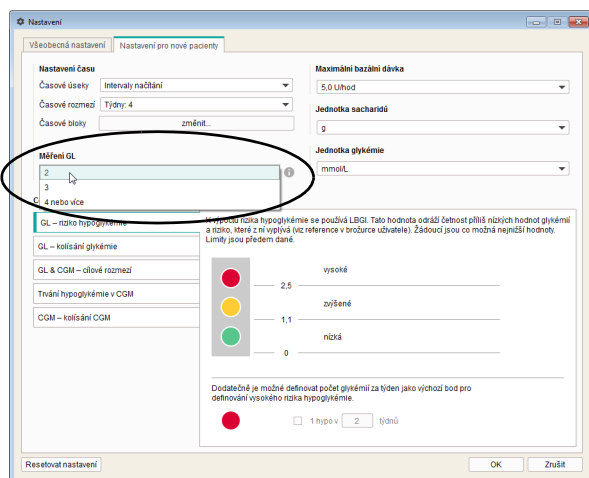 Nastavení
Všeobecná nastavení
Nastavení pro nové pacienty
Nastavení času
Časové úseky
Intervaly načítání
Časové rozmezí
Týdny: 4
Časové bloky
změnit...
Měření GL
2
3
4 nebo více
GL – riziko hypoglykémie
GL – kolísání glykémie
GL & CGM – cílové rozmezí
Trvání hypoglykémie v CGM
CGM – kolísání CGM
Maximální bazální dávka
5,0 U/hod
Jednotka sacharidů
g
Jednotka glykémie
mmol/L
K výpočtu rizika hypoglykémie se používá LBGI. Tato hodnota odráží četnost příliš nízkých hodnot glykémií
a riziko, které z ní vyplývá (viz reference v brožurce uživatele). Žádoucí jsou co možná nejnižší hodnoty.
Limity jsou předem dané.
vysoké
2,5
zvýšené
1,1
nízká
0
Dodatečně je možné definovat počet glykémií za týden jako výchozí bod pro
definování vysokého rizika hypoglykémie.
1 hypo v 2 týdnů
Resetovat nastavení
OK
Zrušit